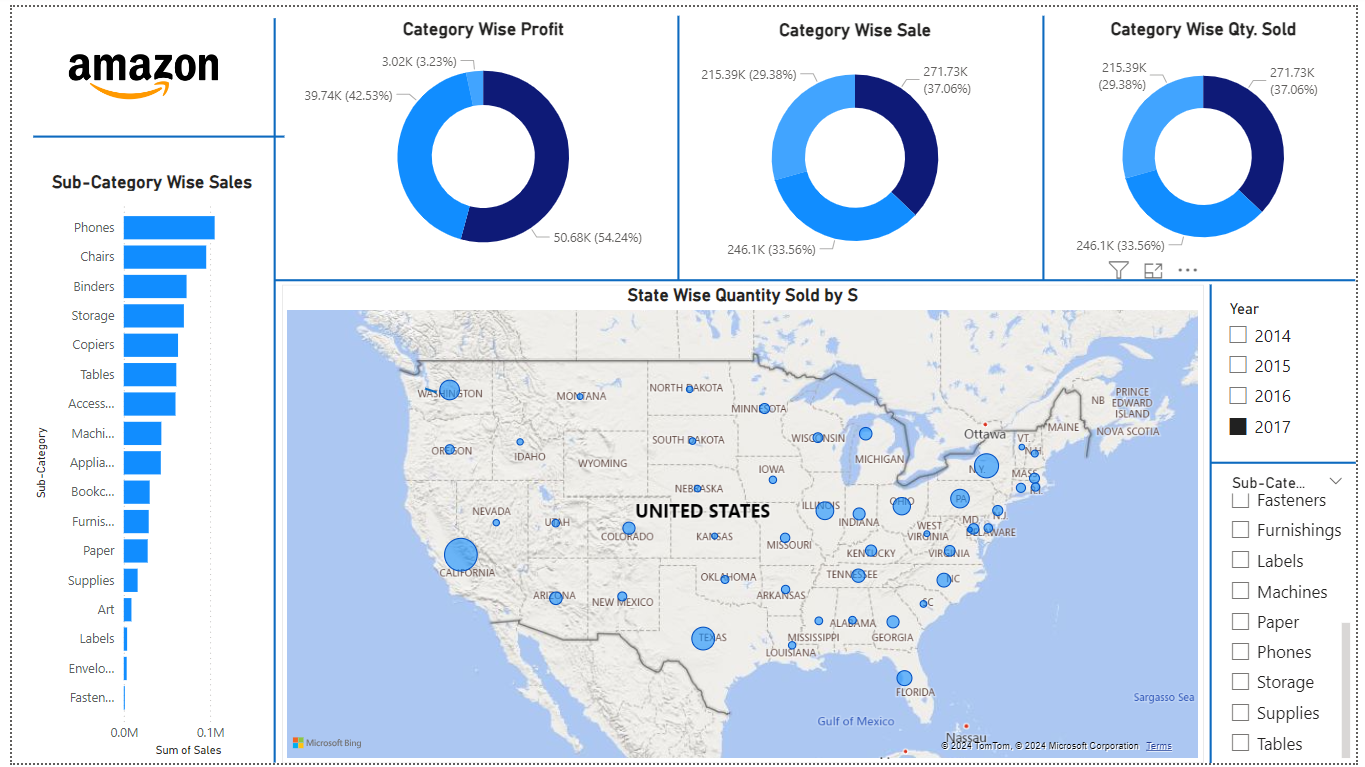 amazon
Category Wise Profit
3.02K (3.23%)
39.74K (42.53%)
50.68K (54.24%)
Category Wise Sale
215.39K (29.38%)
271.73K
(37.06%)
246.1K (33.56%)
Category Wise Qty. Sold
215.39K
(29.38%)
271.73K
(37.06%)
246.1K (33.56%)
Sub-Category Wise Sales
Sub-Category
Phones
Chairs
Binders
Storage
Copiers
Tables
Access...
Machi...
Applia...
Bookc...
Furnis...
Paper
Supplies
Art
Labels
Envelo...
Fasten...
0.0M
0.1M
Sum of Sales
State Wise Quantity Sold by S
WASHINGTON
MONTANA
NORTH DAKOTA
MINNESOTA
Ottawa
NB
PRINCE
EDWARD
ISLAND
MAINE
NOVA SCOTIA
VT.
N.H.
OREGON
IDAHO
WYOMING
SOUTH DAKOTA
WISCONSIN
MICHIGAN
N.Y.
MASS.
R.I.
IOWA
NEBRASKA
UNITED STATES
ILLINOIS
INDIANA
OHIO
PA
N.J.
MD.
DELAWARE
NEVADA
UTAH
COLORADO
KANSAS
MISSOURI
WEST
VIRGINIA
KENTUCKY
VIRGINIA
CALIFORNIA
OKLAHOMA
TENNESSEE
NC
ARIZONA
NEW MEXICO
ARKANSAS
SC
TEXAS
MISSISSIPPI
ALABAMA
GEORGIA
LOUISIANA
FLORIDA
Sargasso Sea
Gulf of Mexico
Nassau
Microsoft Bing
© 2024 TomTom, © 2024 Microsoft Corporation Terms
Year
2014
2015
2016
2017
Sub-Cate...
Fasteners
Furnishings
Labels
Machines
Paper
Phones
Storage
Supplies
Tables